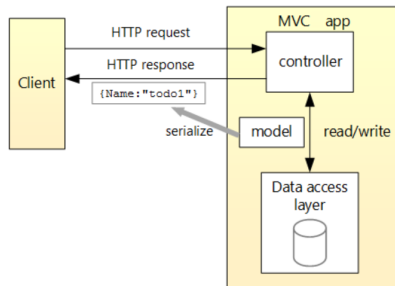 MVC app
HTTP request
controller
HTTP response
Client
{Name:"todo1"}
serialize
model
read/write
Data access
layer